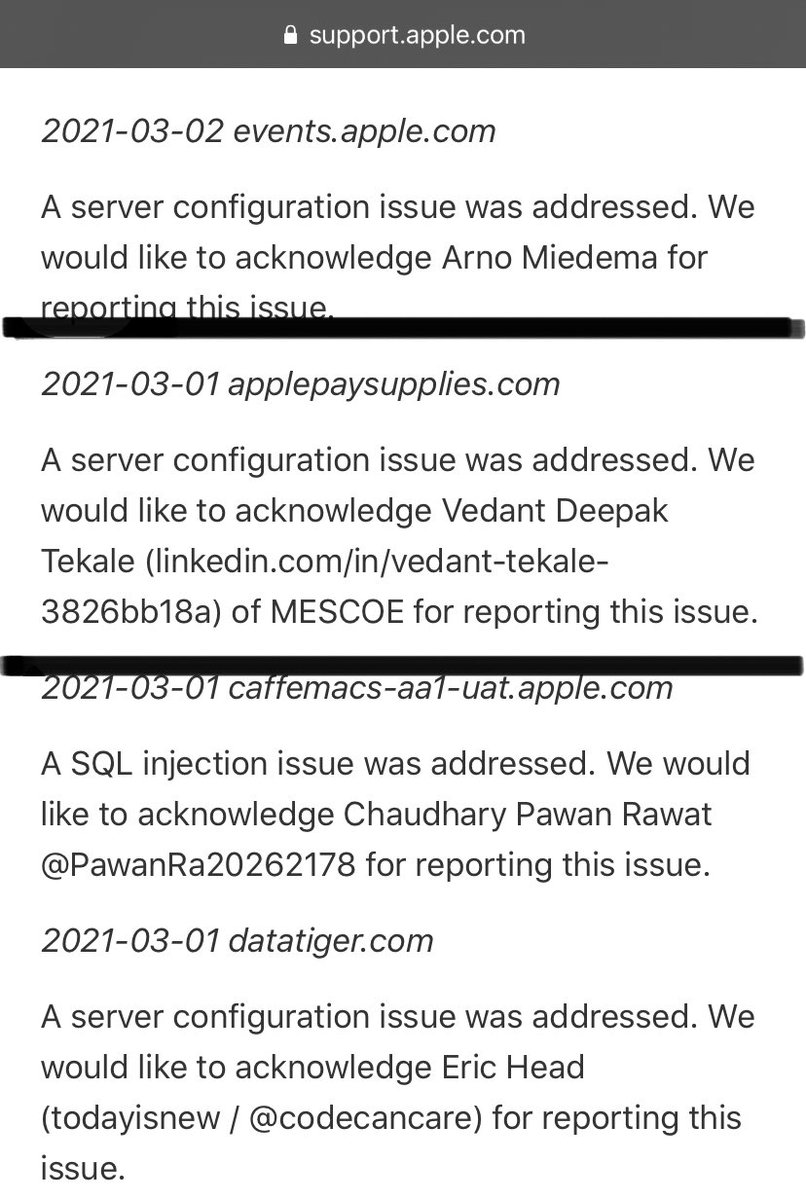 support.apple.com
2021-03-02 events.apple.com
A server configuration issue was addressed. We
would like to acknowledge Arno Miedema for
reporting this issue.
2021-03-01 applepaysupplies.com
A server configuration issue was addressed. We
would like to acknowledge Vedant Deepak
Tekale (linkedin.com/in/vedant-tekale-
3826bb18a) of MESCOE for reporting this issue.
2021-03-01 caffemacs-aa1-uat.apple.com
A SQL injection issue was addressed. We would
like to acknowledge Chaudhary Pawan Rawat
@PawanRa20262178 for reporting this issue.
2021-03-01 datatiger.com
A server configuration issue was addressed. We
would like to acknowledge Eric Head
(todayisnew / @codecancare) for reporting this
issue.